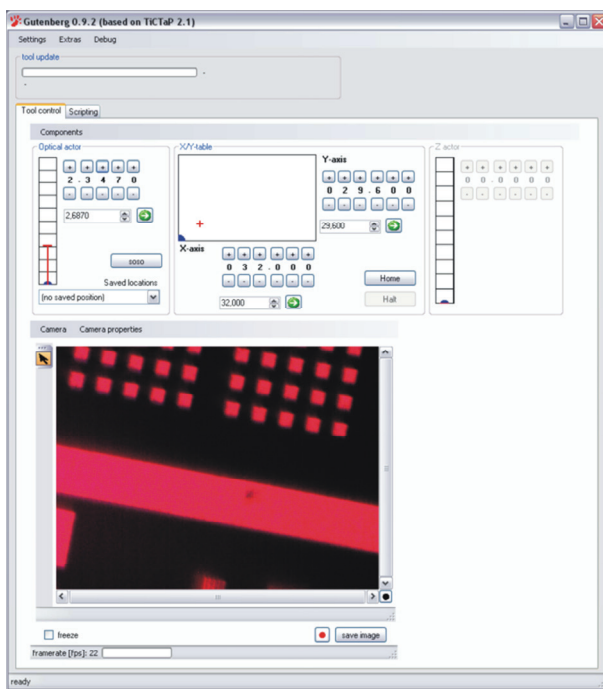 Gutenberg 0.9.2 (based on TiCTaP 2.1)
Settings Extras Debug
tool update
-
-
Tool control Scripting
Components
Optical actor
+ + + + +
2 . 3 4 7 0
- - - - -
2,6870
soso
Saved locations
(no saved position)
X/Y-table
Y-axis
+ + + + + +
0 2 9 . 6 0 0
- - - - - -
29,600
X-axis
+ + + + + +
0 3 2 . 0 0 0
- - - - - -
32,000
Home
Halt
Z actor
+ + + + + +
0 0 . 0 0 0 0
- - - - - -
Camera Camera properties
freeze
save image
framerate [fps]: 22
ready